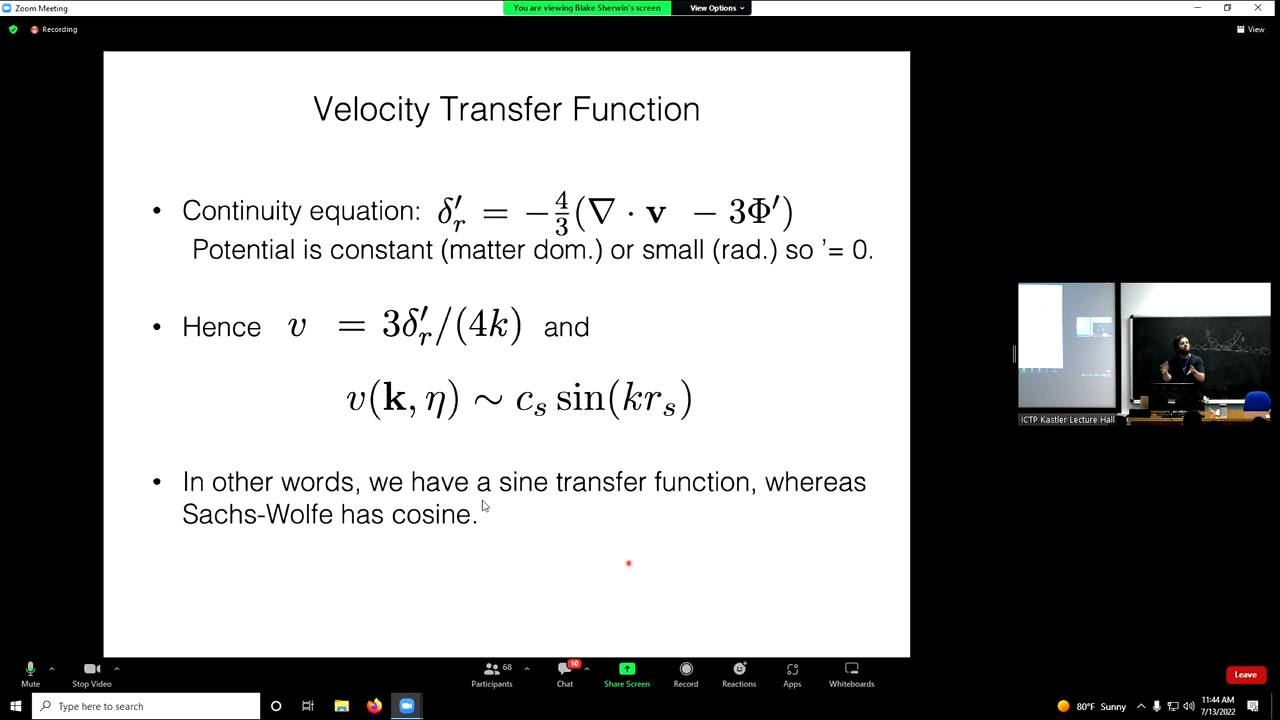 Zoom Meeting
You are viewing Blake Sherwin's screen
View Options
Recording
View
Velocity Transfer Function
• Continuity equation: δ′ᵣ = −4/3(∇ · v − 3Φ′)
Potential is constant (matter dom.) or small (rad.) so ’= 0.
• Hence v = 3δ′ᵣ/(4k) and
v(k, η) ∼ cₛ sin(krₛ)
• In other words, we have a sine transfer function, whereas
Sachs-Wolfe has cosine.
ICTP Kastler Lecture Hall
68
10
Mute
Stop Video
Participants
Chat
Share Screen
Record
Reactions
Apps
Whiteboards
Leave
Type here to search
80°F Sunny
11:44 AM
7/13/2022